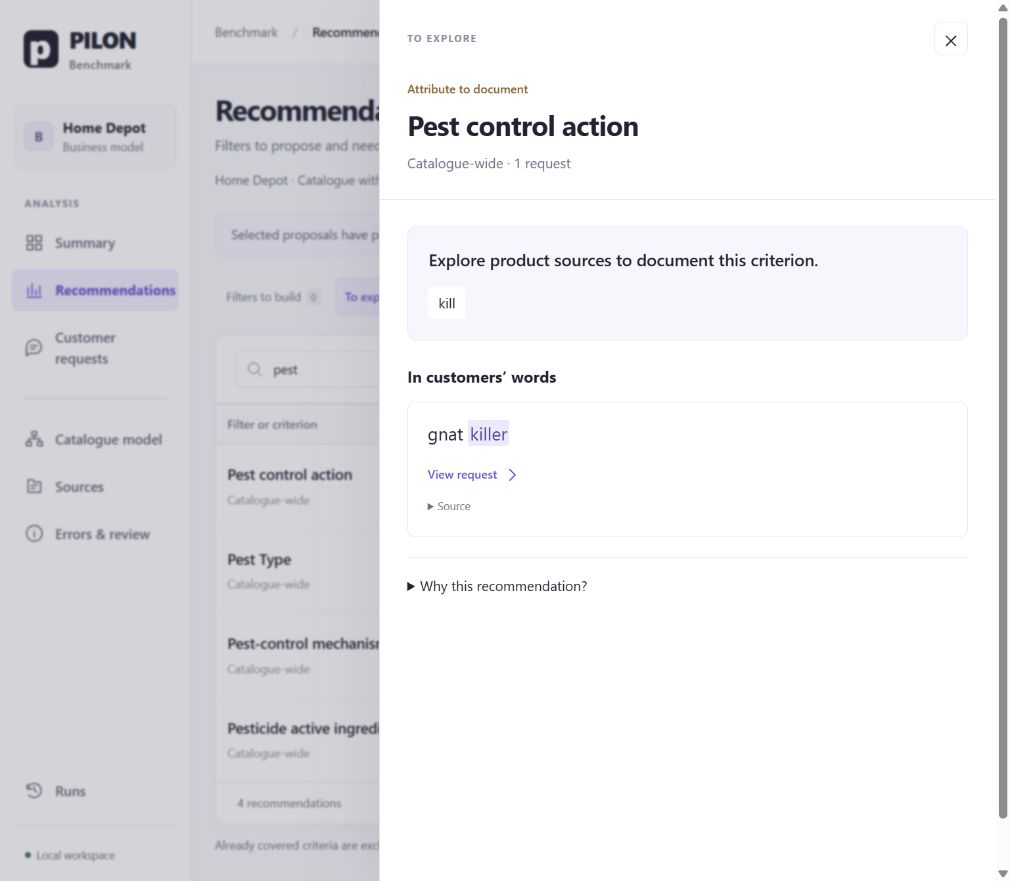 PILON
Benchmark
B
Home Depot
Business model
ANALYSIS
Summary
Recommendations
Customer
requests
Catalogue model
Sources
Errors & review
Runs
Local workspace
Benchmark / Recommen
Recommenda
Filters to propose and need
Home Depot · Catalogue with
Selected proposals have p
Filters to build 0
To exp
pest
Filter or criterion
Pest control action
Catalogue-wide
Pest Type
Catalogue-wide
Pest-control mechanis
Catalogue-wide
Pesticide active ingredi
Catalogue-wide
4 recommendations
Already covered criteria are exc
TO EXPLORE
Attribute to document
Pest control action
Catalogue-wide · 1 request
Explore product sources to document this criterion.
kill
In customers’ words
gnat killer
View request
Source
Why this recommendation?